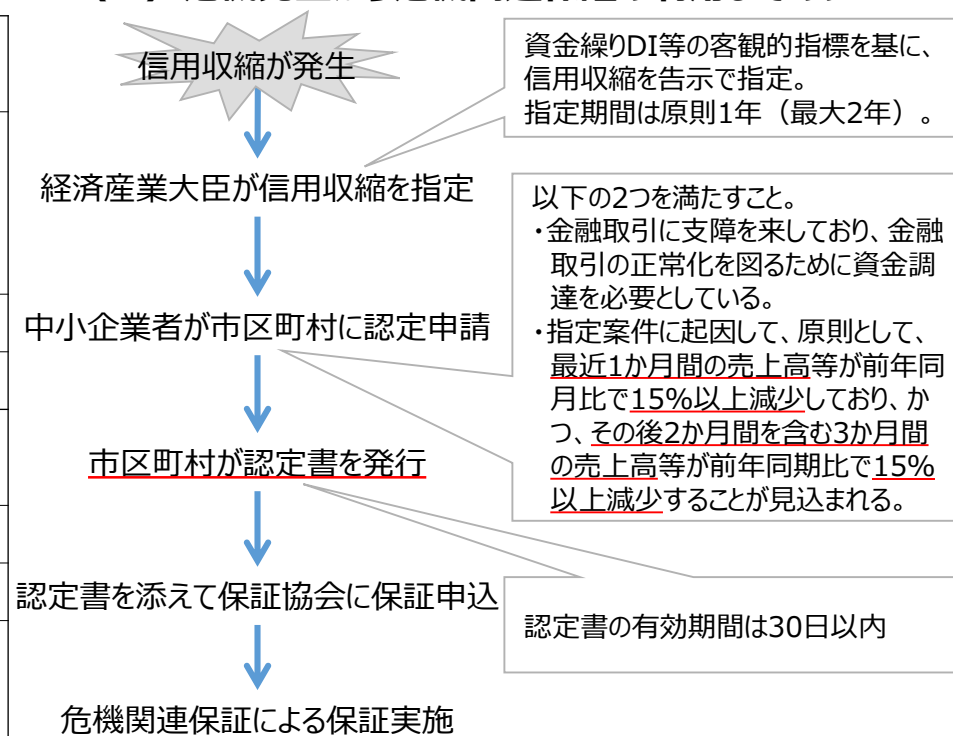 信用収縮が発生
資金繰りDI等の客観的指標を基に、
信用収縮を告示で指定。
指定期間は原則1年（最大2年）。
経済産業大臣が信用収縮を指定
以下の2つを満たすこと。
・金融取引に支障を来しており、金融
取引の正常化を図るために資金調
達を必要としている。
・指定案件に起因して、原則として、
最近1か月間の売上高等が前年同
月比で15%以上減少しており、か
つ、その後2か月間を含む3か月間
の売上高等が前年同期比で15%
以上減少することが見込まれる。
中小企業者が市区町村に認定申請
市区町村が認定書を発行
認定書の有効期間は30日以内
認定書を添えて保証協会に保証申込
危機関連保証による保証実施